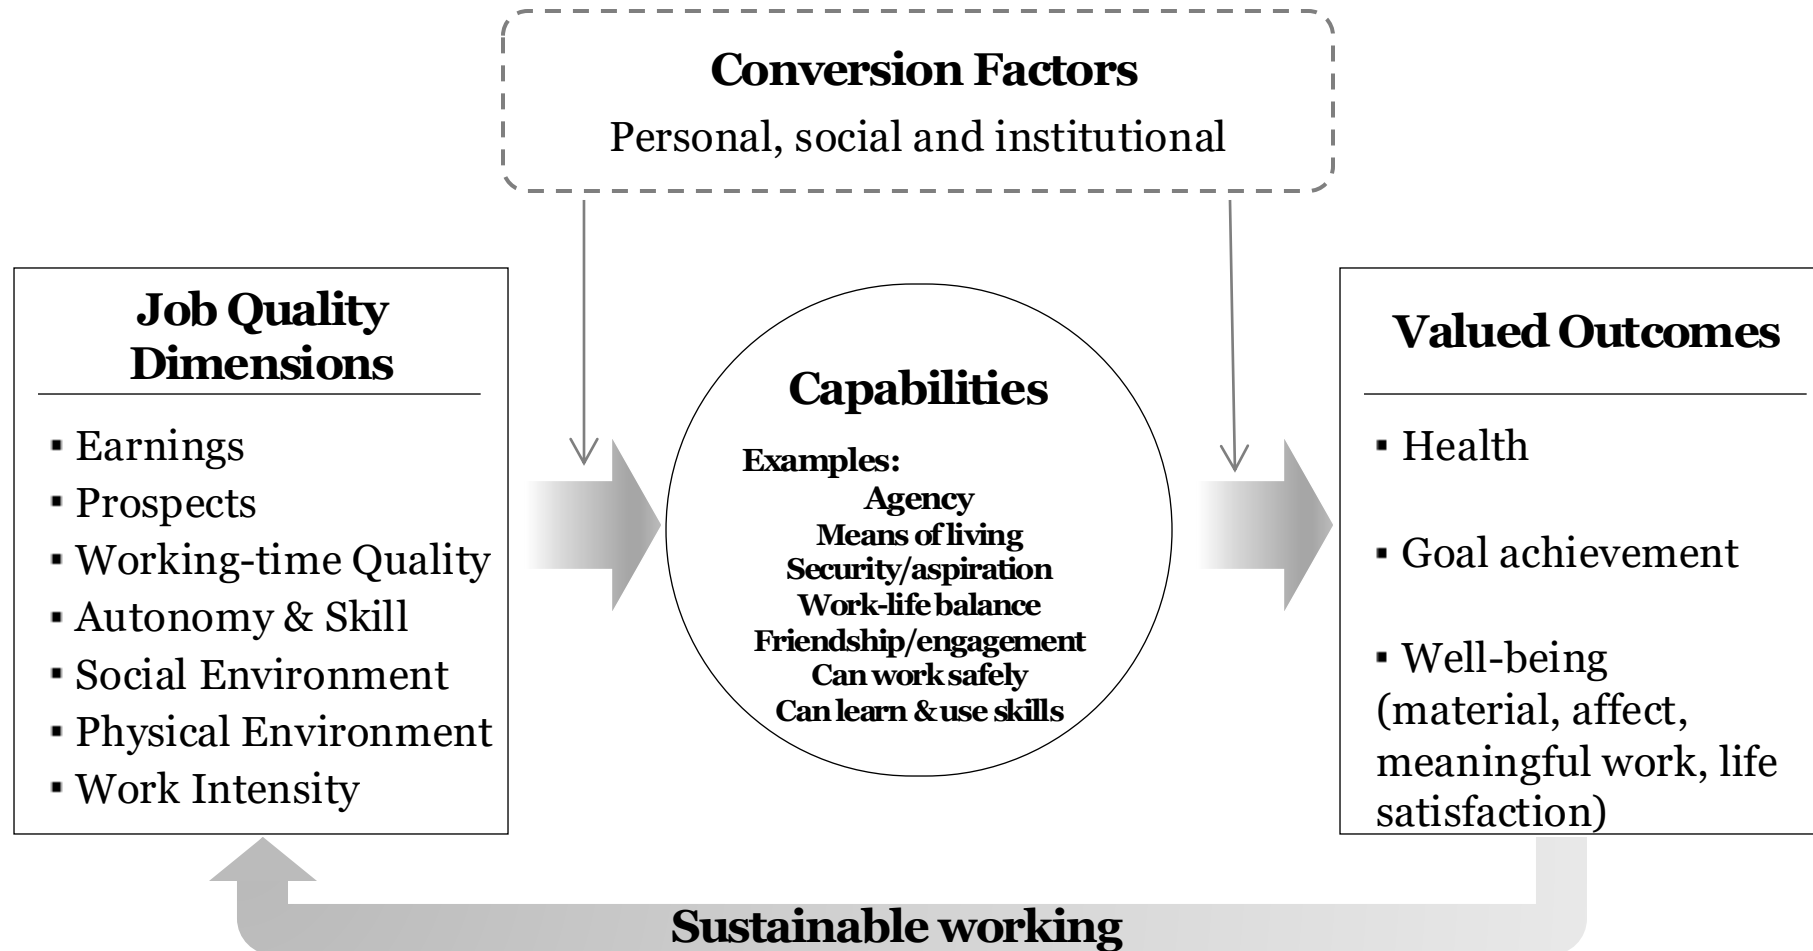 Conversion Factors
Personal, social and institutional
Job Quality
Dimensions
▪ Earnings
▪ Prospects
▪ Working-time Quality
▪ Autonomy & Skill
▪ Social Environment
▪ Physical Environment
▪ Work Intensity
Capabilities
Examples:
Agency
Means of living
Security/aspiration
Work-life balance
Friendship/engagement
Can work safely
Can learn & use skills
Valued Outcomes
▪ Health
▪ Goal achievement
▪ Well-being
(material, affect,
meaningful work, life
satisfaction)
Sustainable working